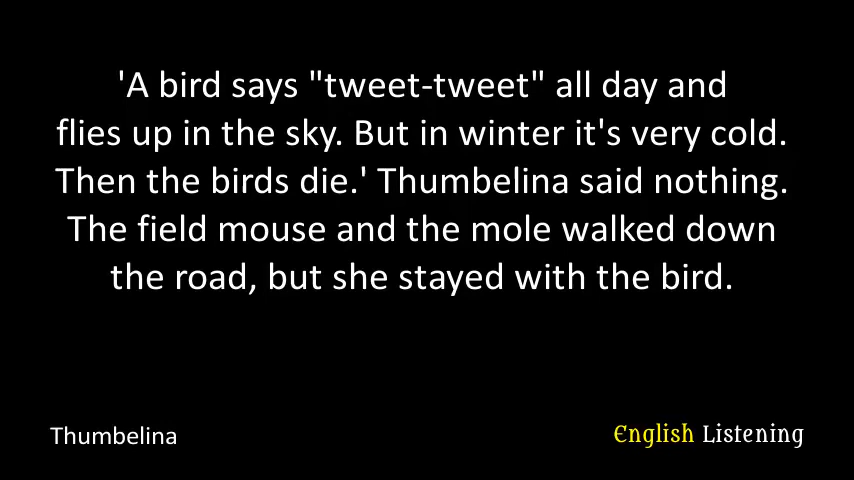 'A bird says "tweet-tweet" all day and
flies up in the sky. But in winter it's very cold.
Then the birds die.' Thumbelina said nothing.
The field mouse and the mole walked down
the road, but she stayed with the bird.
Thumbelina
English Listening